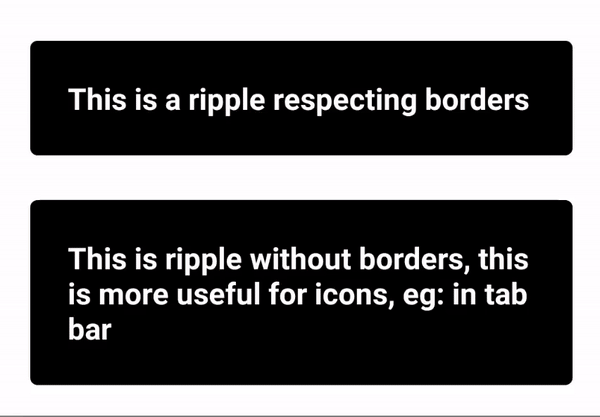 This is a ripple respecting borders
This is ripple without borders, this
is more useful for icons, eg: in tab
bar